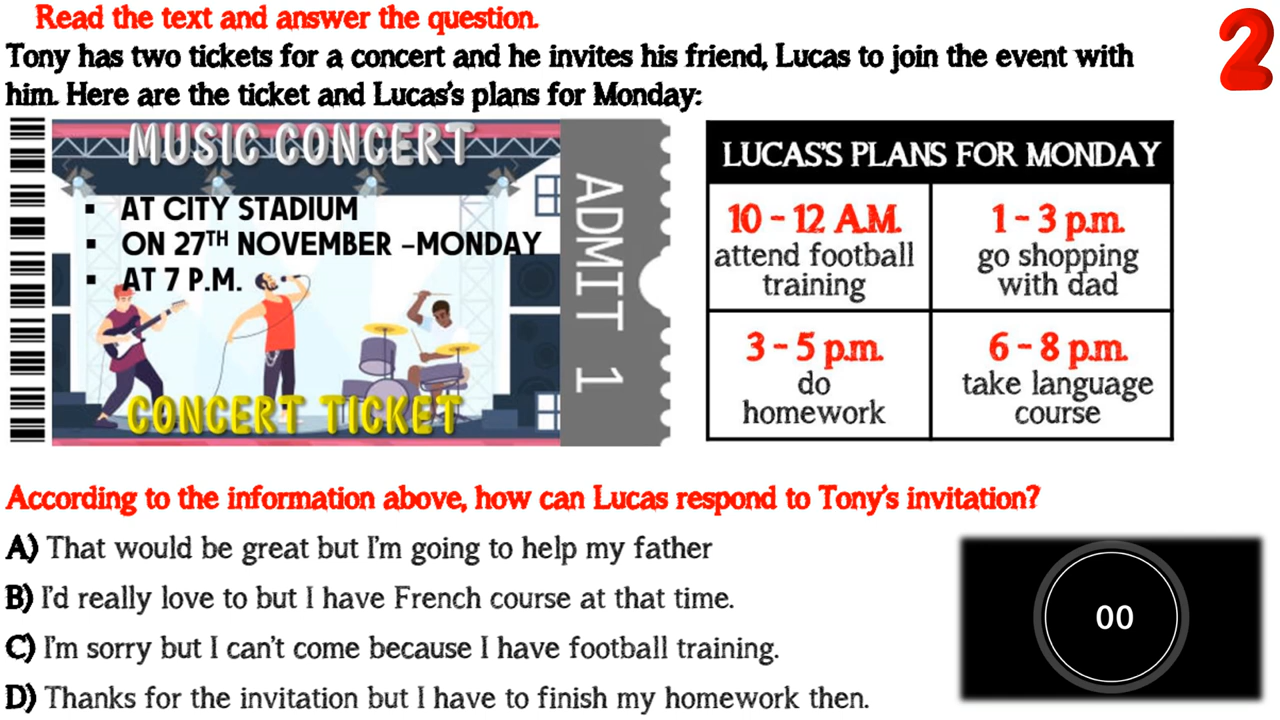 Read the text and answer the question.
2
Tony has two tickets for a concert and he invites his friend, Lucas to join the event with
him. Here are the ticket and Lucas's plans for Monday:
MUSIC CONCERT
▪ AT CITY STADIUM
▪ ON 27TH NOVEMBER –MONDAY
▪ AT 7 P.M.
CONCERT TICKET
ADMIT 1
LUCAS'S PLANS FOR MONDAY
10 - 12 A.M.
attend football
training
1 - 3 p.m.
go shopping
with dad
3 - 5 p.m.
do
homework
6 - 8 p.m.
take language
course
According to the information above, how can Lucas respond to Tony's invitation?
A) That would be great but I'm going to help my father
B) I'd really love to but I have French course at that time.
C) I'm sorry but I can't come because I have football training.
D) Thanks for the invitation but I have to finish my homework then.
00